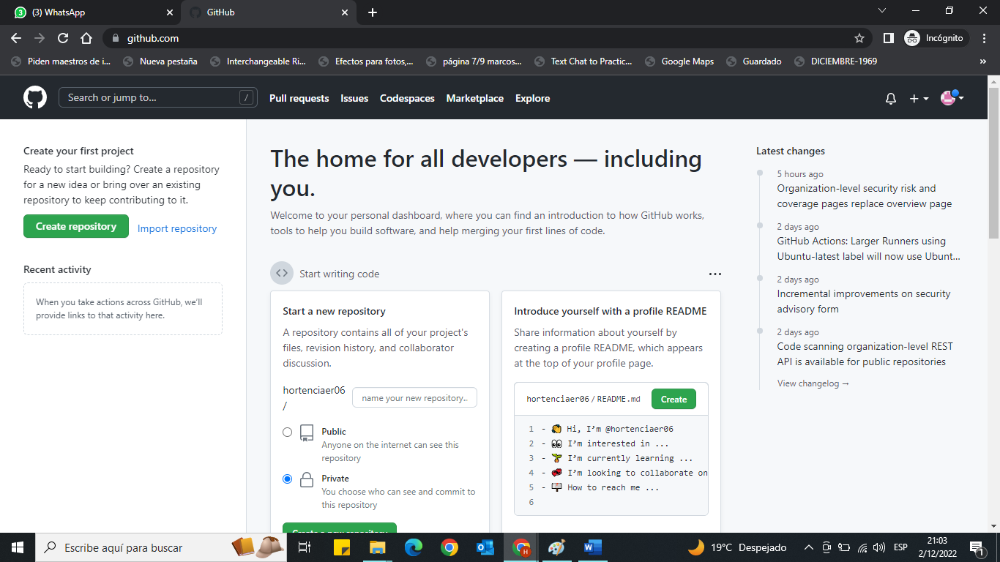 3 (3) WhatsApp
GitHub
github.com
Incógnito
Piden maestros de i...
Nueva pestaña
Interchangeable Ri...
Efectos para fotos,...
página 7/9 marcos...
Text Chat to Practic...
Google Maps
Guardado
DICIEMBRE-1969
»
Search or jump to...
/
Pull requests
Issues
Codespaces
Marketplace
Explore
Create your first project
Ready to start building? Create a repository
for a new idea or bring over an existing
repository to keep contributing to it.
Create repository
Import repository
Recent activity
When you take actions across GitHub, we'll
provide links to that activity here.
The home for all developers — including
you.
Welcome to your personal dashboard, where you can find an introduction to how GitHub works,
tools to help you build software, and help merging your first lines of code.
Start writing code
Start a new repository
A repository contains all of your project's
files, revision history, and collaborator
discussion.
hortenciaer06
/
name your new repository...
Public
Anyone on the internet can see this
repository
Private
You choose who can see and commit to
this repository
Create a new repository
Introduce yourself with a profile README
Share information about yourself by
creating a profile README, which appears
at the top of your profile page.
hortenciaer06 / README.md
Create
1 - 👏 Hi, I'm @hortenciaer06
2 - 👀 I'm interested in ...
3 - 🌱 I'm currently learning ...
4 - 💞️ I'm looking to collaborate on
5 - 📫 How to reach me ...
6
Latest changes
5 hours ago
Organization-level security risk and
coverage pages replace overview page
2 days ago
GitHub Actions: Larger Runners using
Ubuntu-latest label will now use Ubunt...
2 days ago
Incremental improvements on security
advisory form
2 days ago
Code scanning organization-level REST
API is available for public repositories
View changelog →
Escribe aquí para buscar
H
19°C Despejado
ESP
21:03
2/12/2022
1